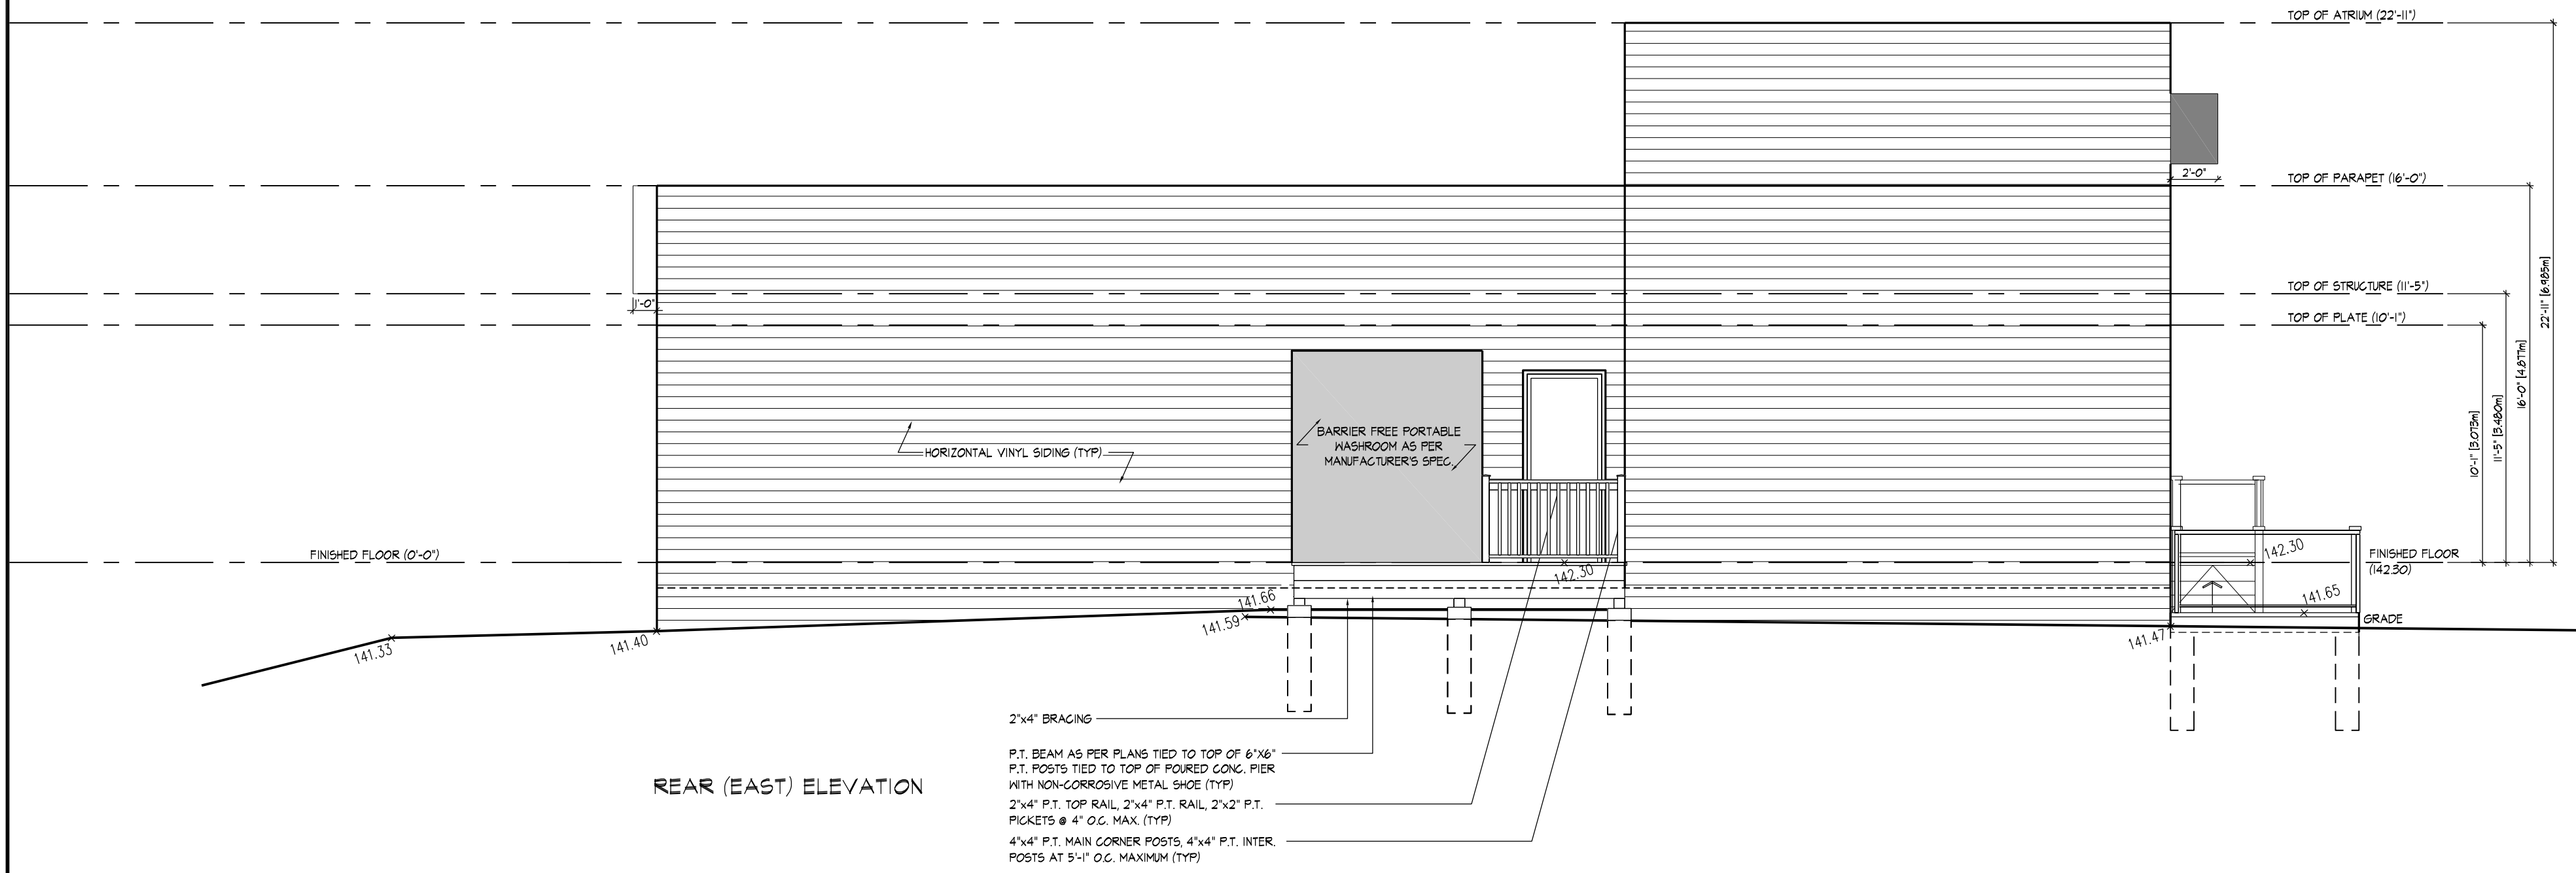 TOP OF ATRIUM (22'-11")
2'-0"
TOP OF PARAPET (16'-0")
TOP OF STRUCTURE (11'-5")
1'-0"
TOP OF PLATE (10'-1")
22'-11" [6.985m]
16'-0" [4.877m]
11'-5" [3.480m]
10'-1" [3.073m]
BARRIER FREE PORTABLE
WASHROOM AS PER
MANUFACTURER'S SPEC.
HORIZONTAL VINYL SIDING (TYP)
FINISHED FLOOR (0'-0")
142.30
142.30
FINISHED FLOOR
(142.30)
141.65
GRADE
141.66
141.59
141.40
141.33
141.47
2"x4" BRACING
P.T. BEAM AS PER PLANS TIED TO TOP OF 6"X6"
P.T. POSTS TIED TO TOP OF POURED CONC. PIER
WITH NON-CORROSIVE METAL SHOE (TYP)
2"x4" P.T. TOP RAIL, 2"x4" P.T. RAIL, 2"x2" P.T.
PICKETS @ 4" O.C. MAX. (TYP)
4"x4" P.T. MAIN CORNER POSTS, 4"x4" P.T. INTER.
POSTS AT 5'-1" O.C. MAXIMUM (TYP)
REAR (EAST) ELEVATION